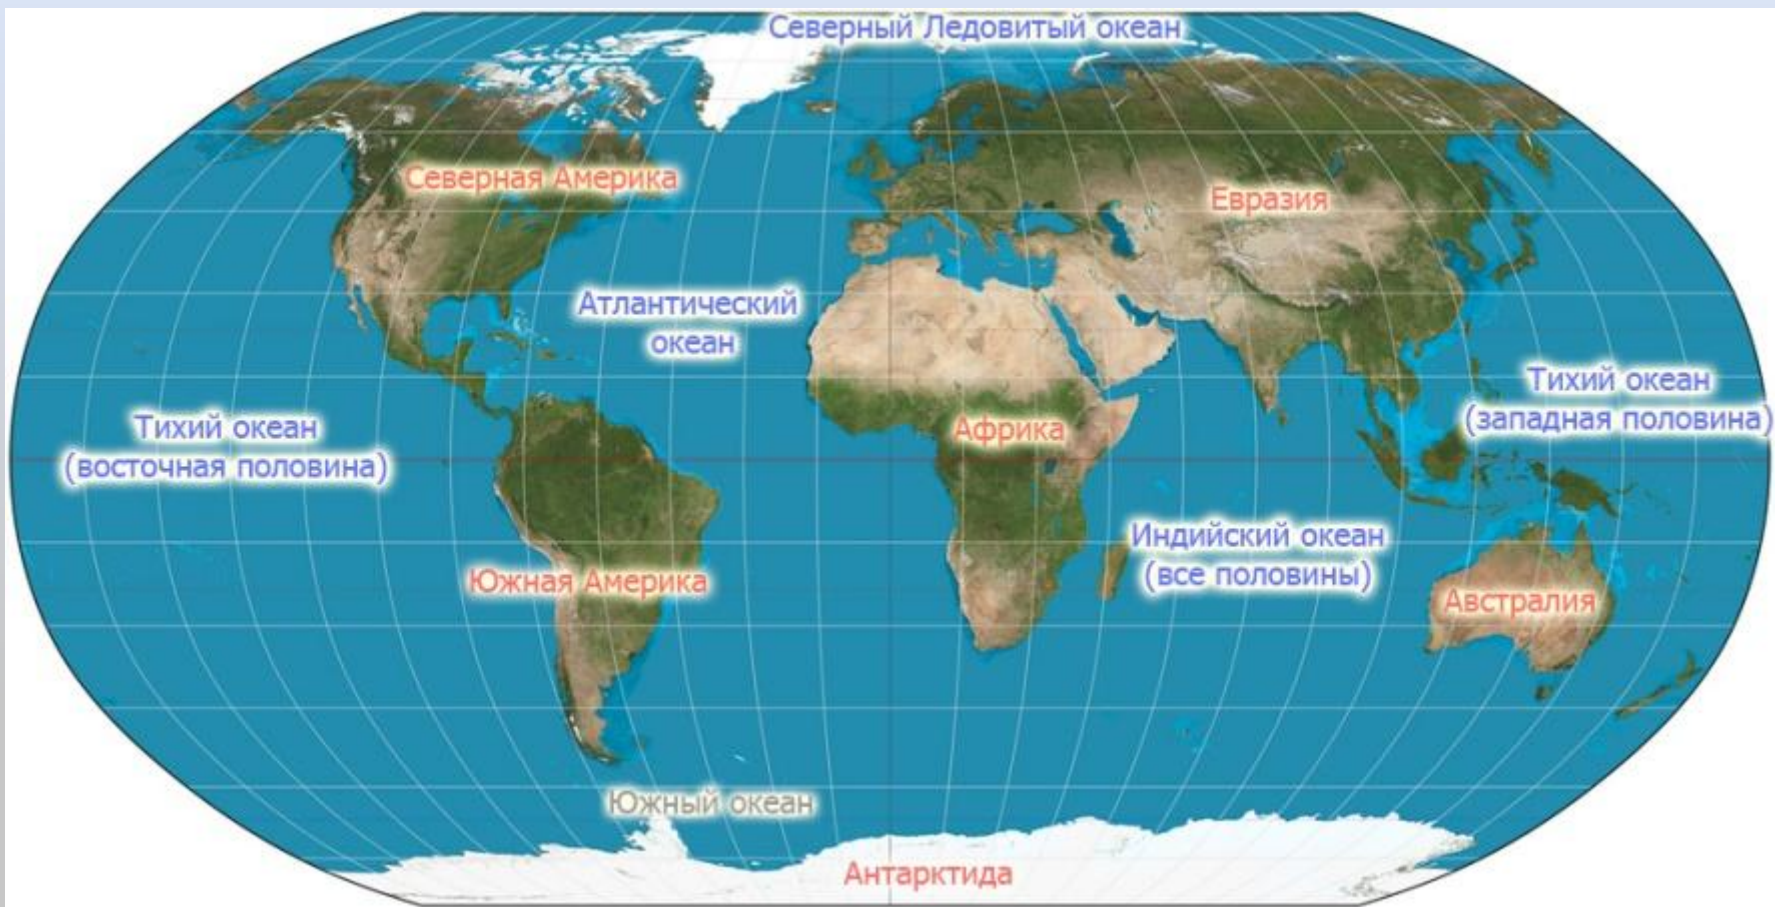 Северный Ледовитый океан
Северная Америка
Евразия
Атлантический
океан
Тихий океан
(восточная половина)
Африка
Тихий океан
(западная половина)
Индийский океан
(все половины)
Южная Америка
Австралия
Южный океан
Антарктида